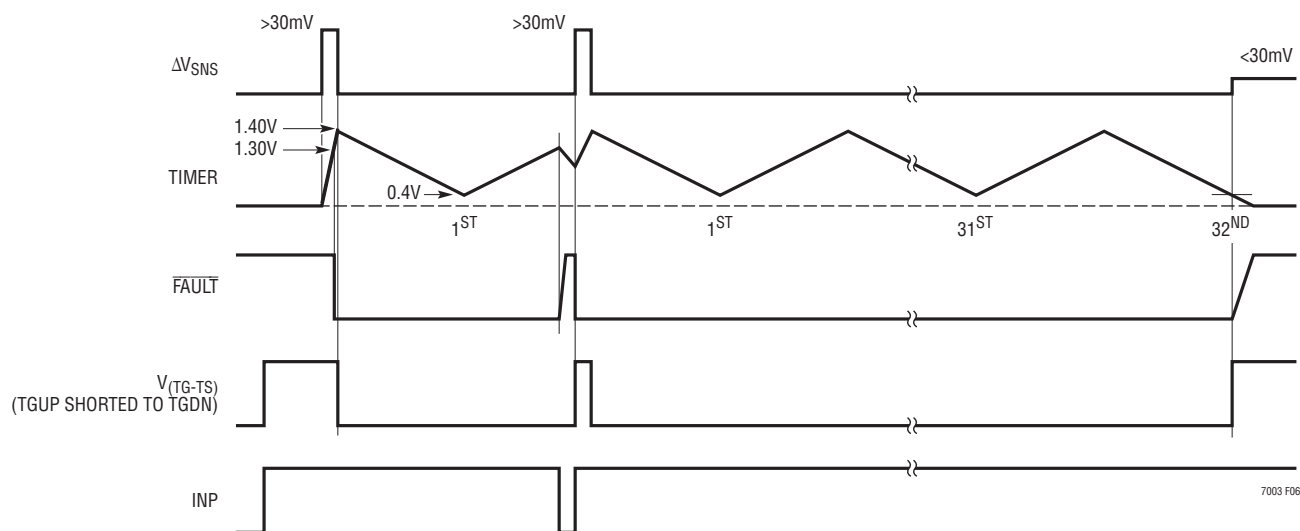 >30mV
>30mV
<30mV
ΔVSNS
1.40V
1.30V
TIMER
0.4V
1ST
1ST
31ST
32ND
FAULT
V(TG-TS)
(TGUP SHORTED TO TGDN)
INP
7003 F06